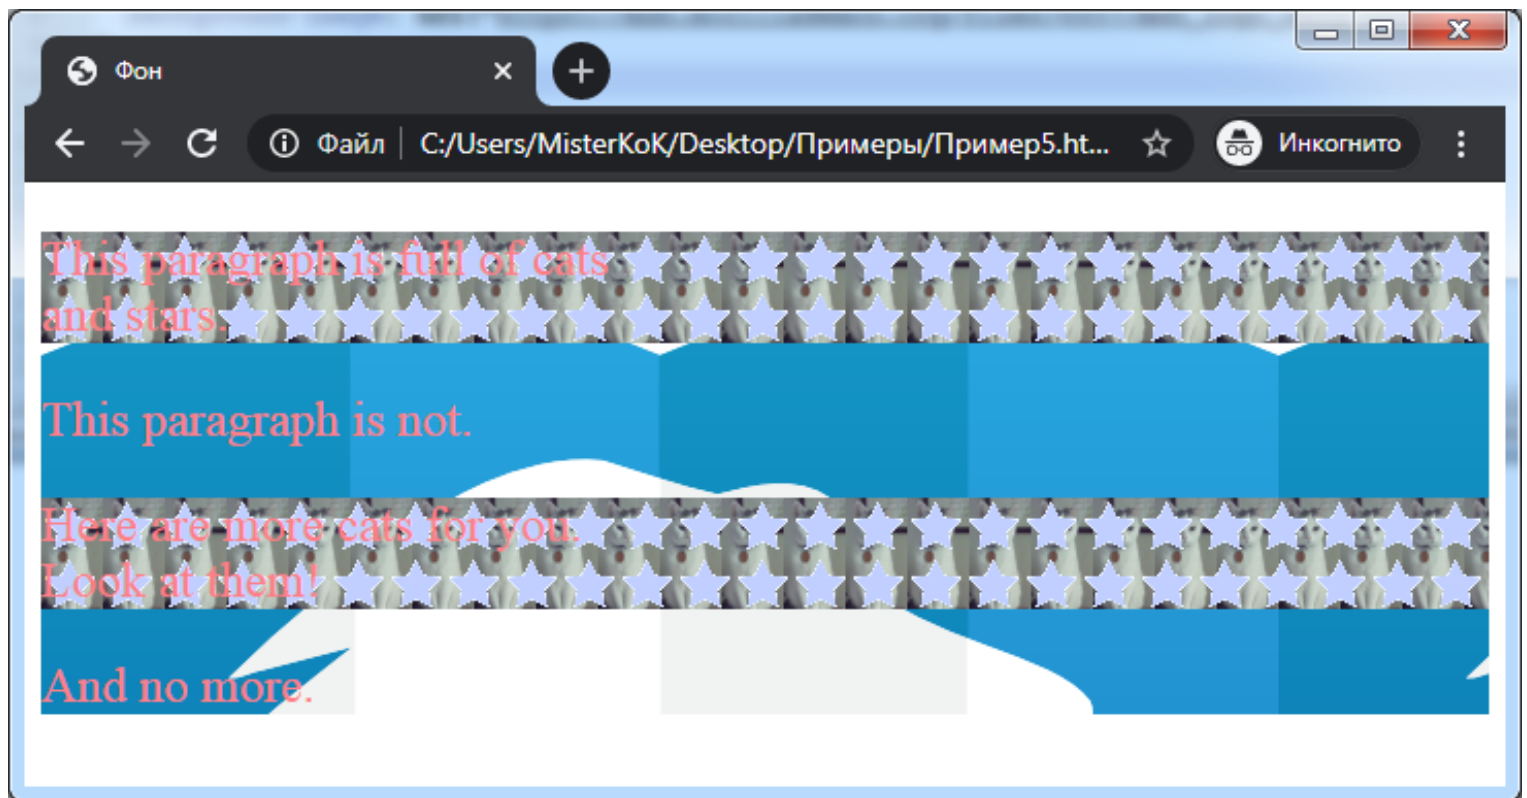 Фон
Файл C:/Users/MisterKoK/Desktop/Примеры/Пример5.ht... Инкогнито
This paragraph is full of cats
and stars.
This paragraph is not.
Here are more cats for you.
Look at them!
And no more.